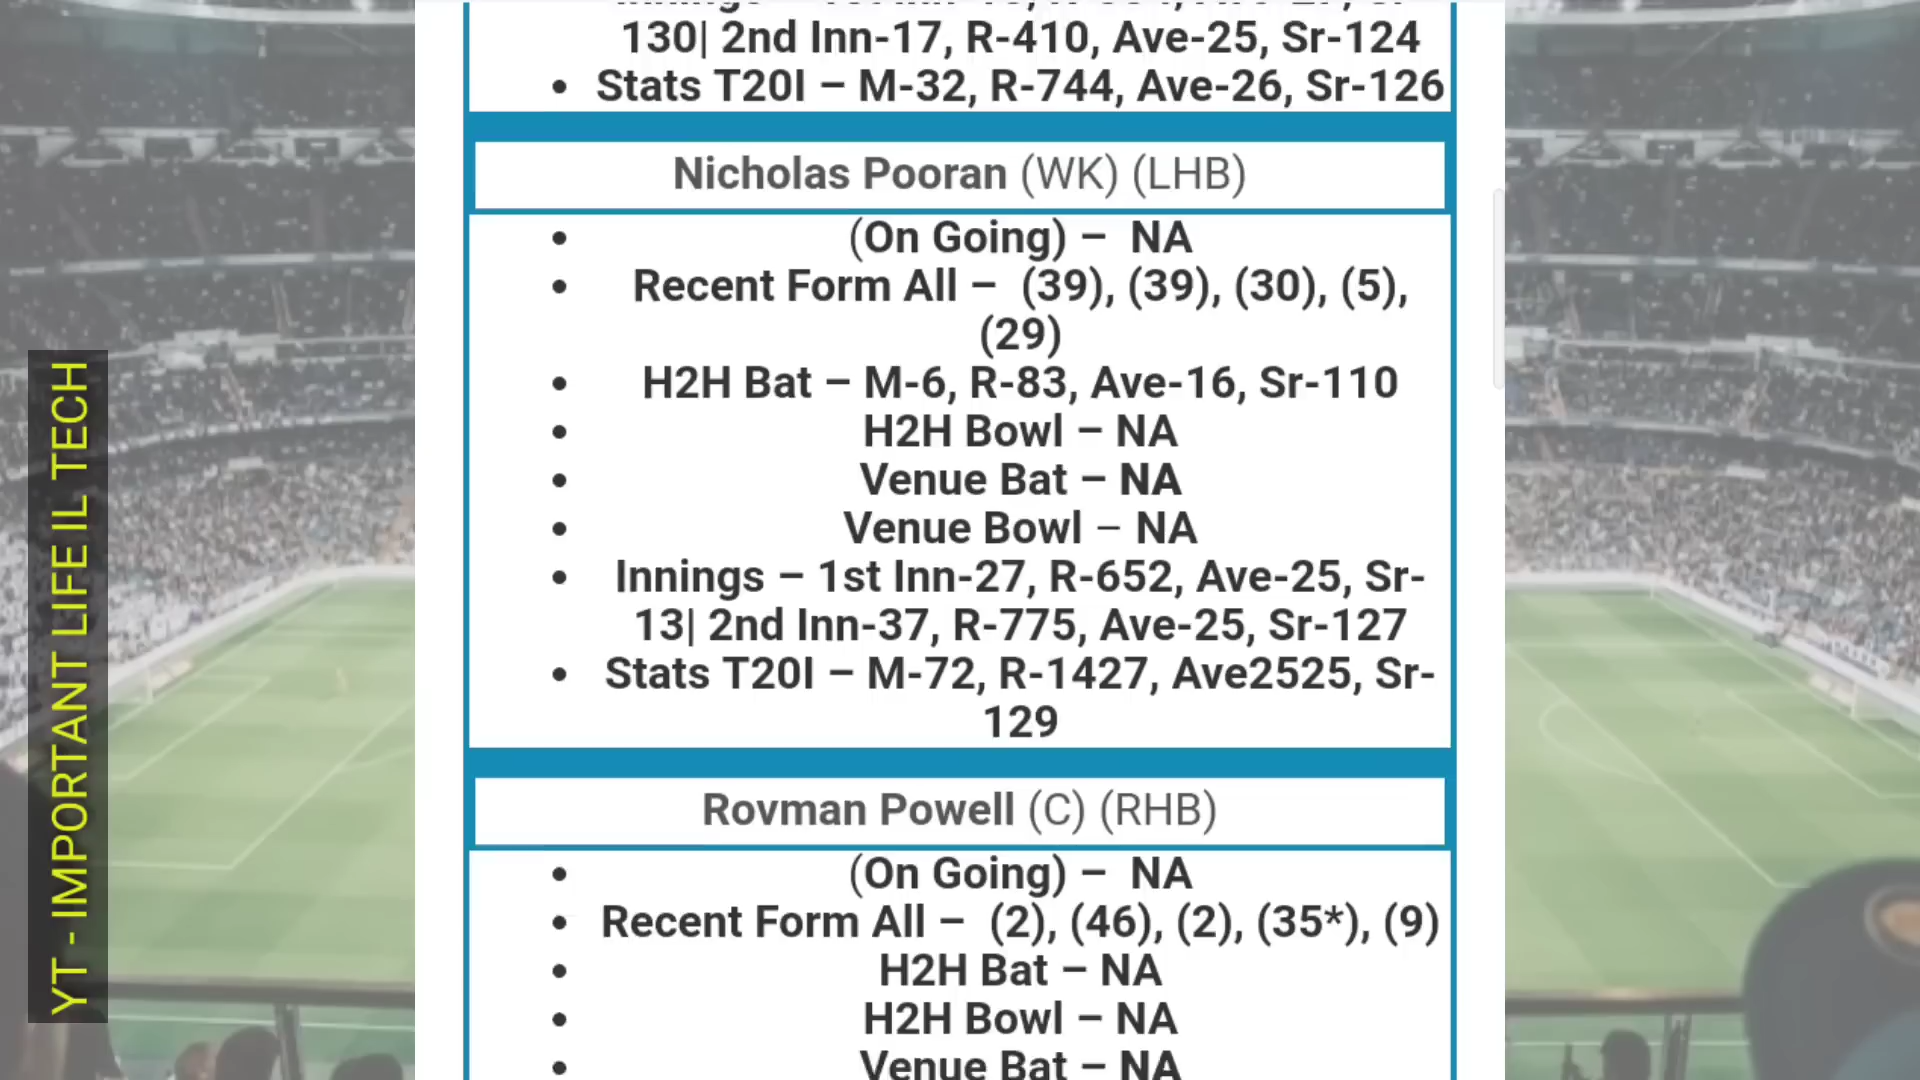 130| 2nd Inn-17, R-410, Ave-25, Sr-124
• Stats T20I – M-32, R-744, Ave-26, Sr-126
Nicholas Pooran (WK) (LHB)
• (On Going) – NA
• Recent Form All – (39), (39), (30), (5),
(29)
• H2H Bat – M-6, R-83, Ave-16, Sr-110
• H2H Bowl – NA
• Venue Bat – NA
• Venue Bowl – NA
• Innings – 1st Inn-27, R-652, Ave-25, Sr-
13| 2nd Inn-37, R-775, Ave-25, Sr-127
• Stats T20I – M-72, R-1427, Ave2525, Sr-
129
Rovman Powell (C) (RHB)
• (On Going) – NA
• Recent Form All – (2), (46), (2), (35*), (9)
• H2H Bat – NA
• H2H Bowl – NA
• Venue Bat – NA
YT - IMPORTANT LIFE IL TECH